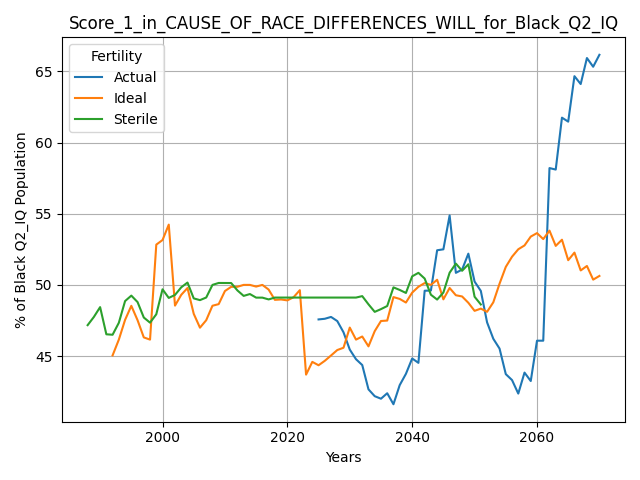 Score_1_in_CAUSE_OF_RACE_DIFFERENCES_WILL_for_Black_Q2_IQ
Fertility
Actual
Ideal
Sterile
% of Black Q2_IQ Population
65
60
55
50
45
2000
2020
2040
2060
Years